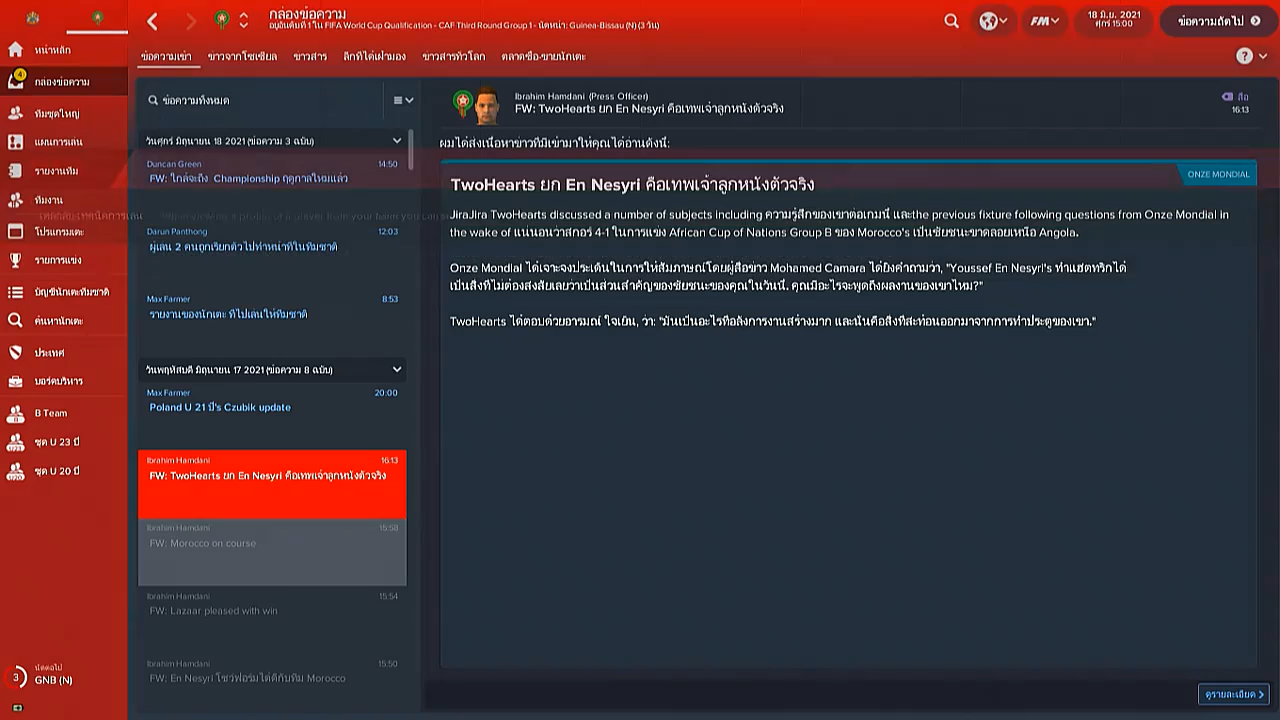 กล่องข้อความ
อยู่อันดับที่ 1 ใน FIFA World Cup Qualification - CAF Third Round Group 1 - นัดหน้า: Guinea-Bissau (N) (3 วัน)
FM
18 มิ.ย. 2021
ศุกร์ 15:00
ข้อความถัดไป
ข้อความเข้า
ข่าวจากโซเชียล
ข่าวสาร
ลีกที่ได้เฝ้ามอง
ข่าวสารทั่วโลก
ตลาดซื้อ-ขายนักเตะ
?
หน้าหลัก
4
กล่องข้อความ
ทีมชุดใหญ่
แผนการเล่น
รายงานทีม
ทีมงาน
โปรแกรมเตะ
รายการแข่ง
บัญชีนักเตะทีมชาติ
ค้นหานักเตะ
ประเทศ
บอร์ดบริหาร
B Team
ชุด U 23 ปี
ชุด U 20 ปี
3
นัดต่อไป
GNB (N)
ข้อความทั้งหมด
วันศุกร์ มิถุนายน 18 2021 (ข้อความ 3 ฉบับ)
Duncan Green 14:50
FW: ใกล้จะถึง Championship ฤดูกาลใหม่แล้ว
Darun Panthong 12:03
ผู้เล่น 2 คนถูกเรียกตัวไปทำหน้าที่ในทีมชาติ
Max Farmer 8:53
รายงานของนักเตะ ที่ไปเล่นให้ทีมชาติ
วันพฤหัสบดี มิถุนายน 17 2021 (ข้อความ 8 ฉบับ)
Max Farmer 20:00
Poland U 21 ปี's Czubik update
Ibrahim Hamdani 16:13
FW: TwoHearts ยก En Nesyri คือเทพเจ้าลูกหนังตัวจริง
Ibrahim Hamdani 15:58
FW: Morocco on course
Ibrahim Hamdani 15:54
FW: Lazaar pleased with win
Ibrahim Hamdani 15:50
FW: En Nesyri โชว์ฟอร์มได้ดีกับทีม Morocco
Ibrahim Hamdani (Press Officer)
FW: TwoHearts ยก En Nesyri คือเทพเจ้าลูกหนังตัวจริง
สื่อ
16:13
ผมได้ส่งเนื้อหาข่าวที่มีเข้ามาให้คุณได้อ่านดังนี้:
ONZE MONDIAL
TwoHearts ยก En Nesyri คือเทพเจ้าลูกหนังตัวจริง
JiraJira TwoHearts discussed a number of subjects including ความรู้สึกของเขาต่อเกมนี้ และthe previous fixture following questions from Onze Mondial in
the wake of แน่นอนว่าสกอร์ 4-1 ในการแข่ง African Cup of Nations Group B ของ Morocco's เป็นชัยชนะขาดลอยเหนือ Angola.
Onze Mondial ได้เจาะจงประเด็นในการให้สัมภาษณ์โดยผู้สื่อข่าว Mohamed Camara ได้ยิงคำถามว่า, "Youssef En Nesyri's ทำแฮตทริกได้
เป็นสิ่งที่ไม่ต้องสงสัยเลยว่าเป็นส่วนสำคัญของชัยชนะของคุณในวันนี้. คุณมีอะไรจะพูดถึงผลงานของเขาไหม?"
TwoHearts ได้ตอบด้วยอารมณ์ ใจเย็น, ว่า: "มันเป็นอะไรที่อลังการงานสร้างมาก และนั่นคือสิ่งที่สะท้อนออกมาจากการทำประตูของเขา."
ดูรายละเอียด